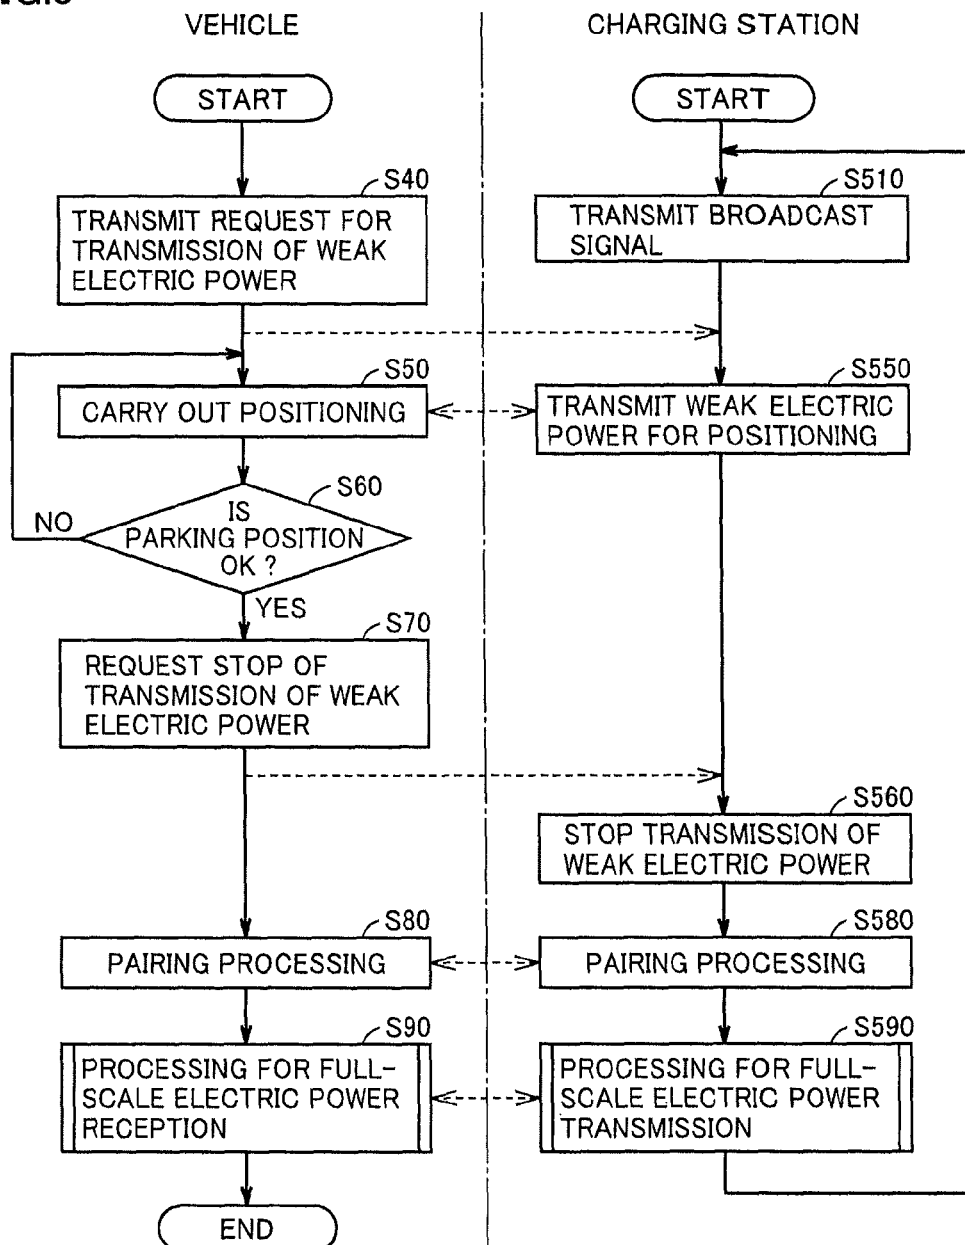 VEHICLE
CHARGING STATION
START
START
S40
TRANSMIT REQUEST FOR
TRANSMISSION OF WEAK
ELECTRIC POWER
S510
TRANSMIT BROADCAST
SIGNAL
S50
CARRY OUT POSITIONING
S550
TRANSMIT WEAK ELECTRIC
POWER FOR POSITIONING
S60
IS
PARKING POSITION
OK ?
NO
YES
S70
REQUEST STOP OF
TRANSMISSION OF WEAK
ELECTRIC POWER
S560
STOP TRANSMISSION OF
WEAK ELECTRIC POWER
S80
PAIRING PROCESSING
S580
PAIRING PROCESSING
S90
PROCESSING FOR FULL-
SCALE ELECTRIC POWER
RECEPTION
S590
PROCESSING FOR FULL-
SCALE ELECTRIC POWER
TRANSMISSION
END